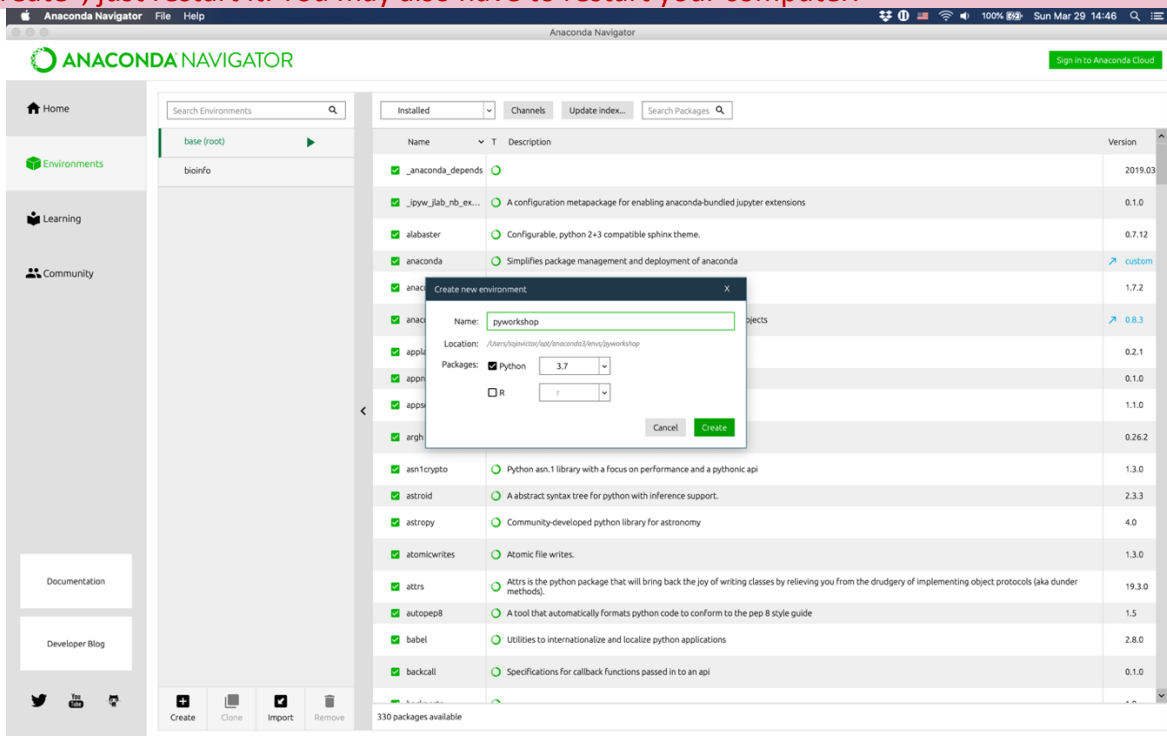 create", just restart it. You may also have to restart your computer.
Anaconda Navigator File Help 100% Sun Mar 29 14:46
Anaconda Navigator
ANACONDA NAVIGATOR
Sign in to Anaconda Cloud
Home
Environments
Learning
Community
Documentation
Developer Blog
You Tube
Search Environments
base (root)
bioinfo
Create Clone Import Remove
Installed Channels Update index... Search Packages
Name T Description Version
_anaconda_depends 2019.03
_ipyw_jlab_nb_ex... A configuration metapackage for enabling anaconda-bundled jupyter extensions 0.1.0
alabaster Configurable, python 2+3 compatible sphinx theme. 0.7.12
anaconda Simplifies package management and deployment of anaconda custom
anac 1.7.2
anac bjects 0.8.3
appla 0.2.1
appn 0.1.0
apps 1.1.0
argh 0.26.2
asn1crypto Python asn.1 library with a focus on performance and a pythonic api 1.3.0
astroid A abstract syntax tree for python with inference support. 2.3.3
astropy Community-developed python library for astronomy 4.0
atomicwrites Atomic file writes. 1.3.0
attrs Attrs is the python package that will bring back the joy of writing classes by relieving you from the drudgery of implementing object protocols (aka dunder
methods). 19.3.0
autopep8 A tool that automatically formats python code to conform to the pep 8 style guide 1.5
babel Utilities to internationalize and localize python applications 2.8.0
backcall Specifications for callback functions passed in to an api 0.1.0
330 packages available
Create new environment X
Name: pyworkshop
Location: /Users/sojavictor/opt/anaconda3/envs/pyworkshop
Packages: Python 3.7
R r
Cancel Create